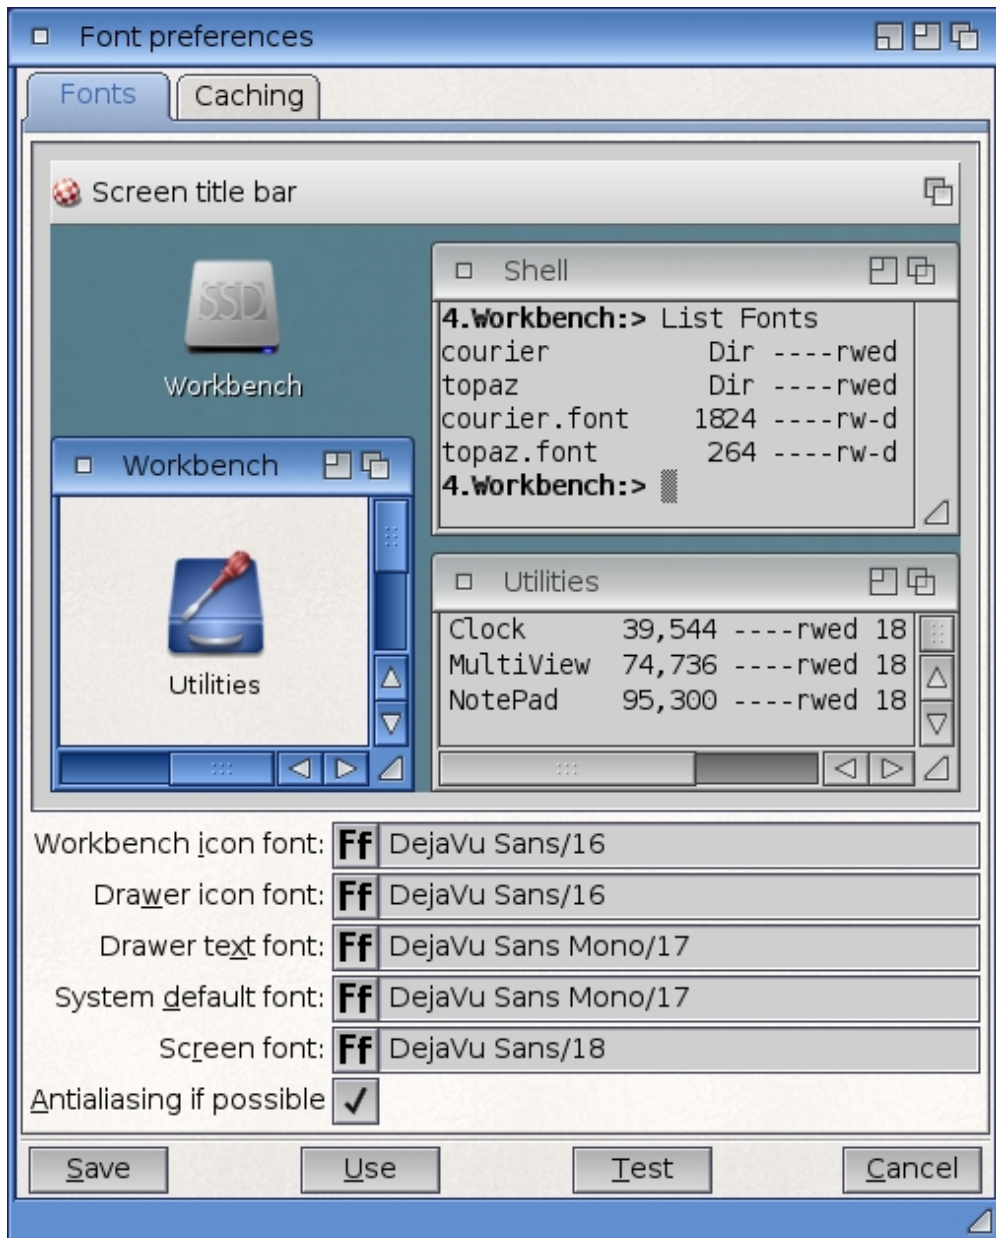 Font preferences
Fonts Caching
Screen title bar
SSD
Workbench
Shell
4.Workbench:> List Fonts
courier Dir ----rwed
topaz Dir ----rwed
courier.font 1824 ----rw-d
topaz.font 264 ----rw-d
4.Workbench:>
Workbench
Utilities
Utilities
Clock 39,544 ----rwed 18
MultiView 74,736 ----rwed 18
NotePad 95,300 ----rwed 18
Workbench icon font: Ff DejaVu Sans/16
Drawer icon font: Ff DejaVu Sans/16
Drawer text font: Ff DejaVu Sans Mono/17
System default font: Ff DejaVu Sans Mono/17
Screen font: Ff DejaVu Sans/18
Antialiasing if possible
Save Use Test Cancel